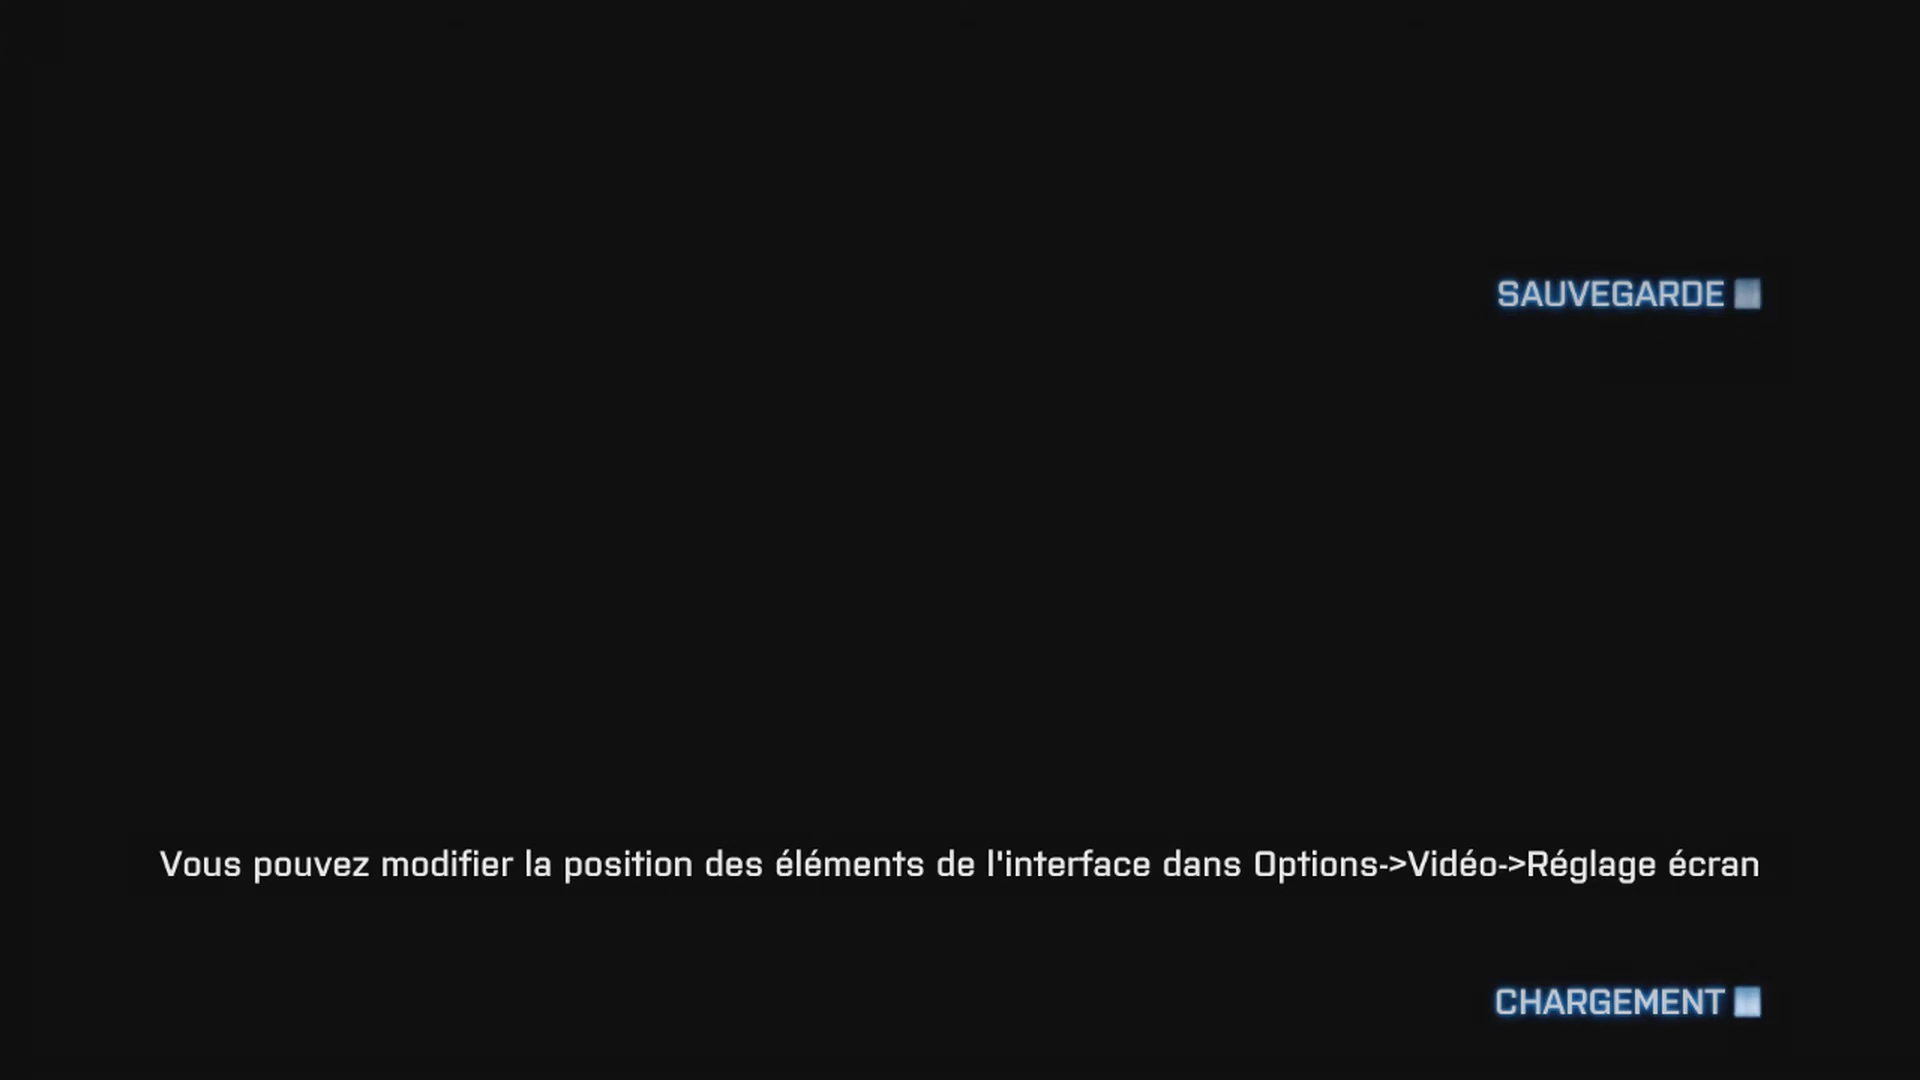 SAUVEGARDE
Vous pouvez modifier la position des éléments de l'interface dans Options->Vidéo->Réglage écran
CHARGEMENT